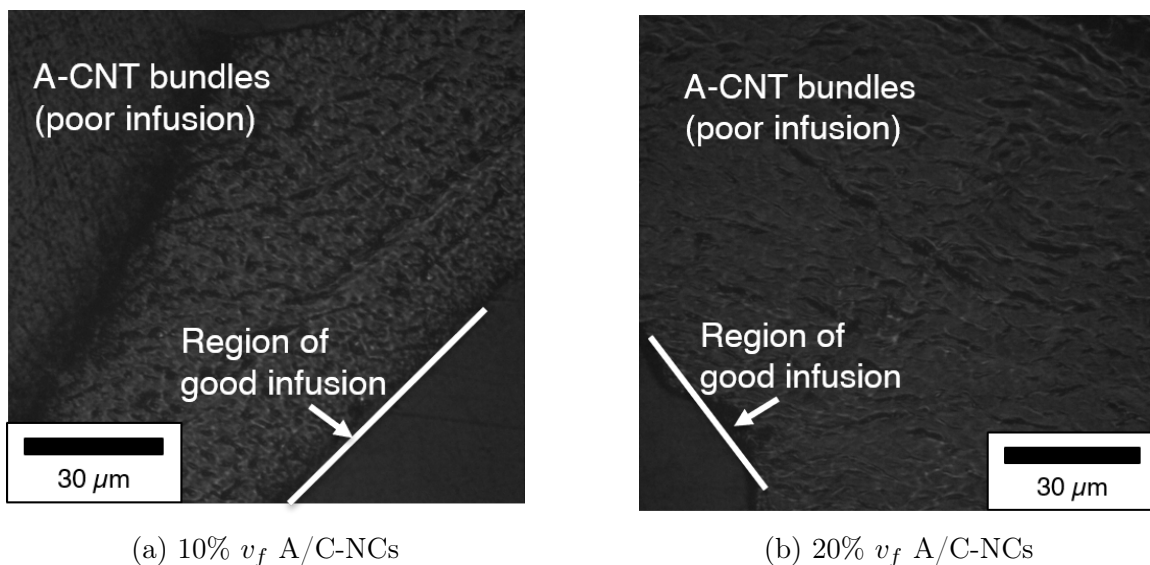 A-CNT bundles
(poor infusion)
Region of
good infusion
30 μm
(a) 10% v_f A/C-NCs
A-CNT bundles
(poor infusion)
Region of
good infusion
30 μm
(b) 20% v_f A/C-NCs